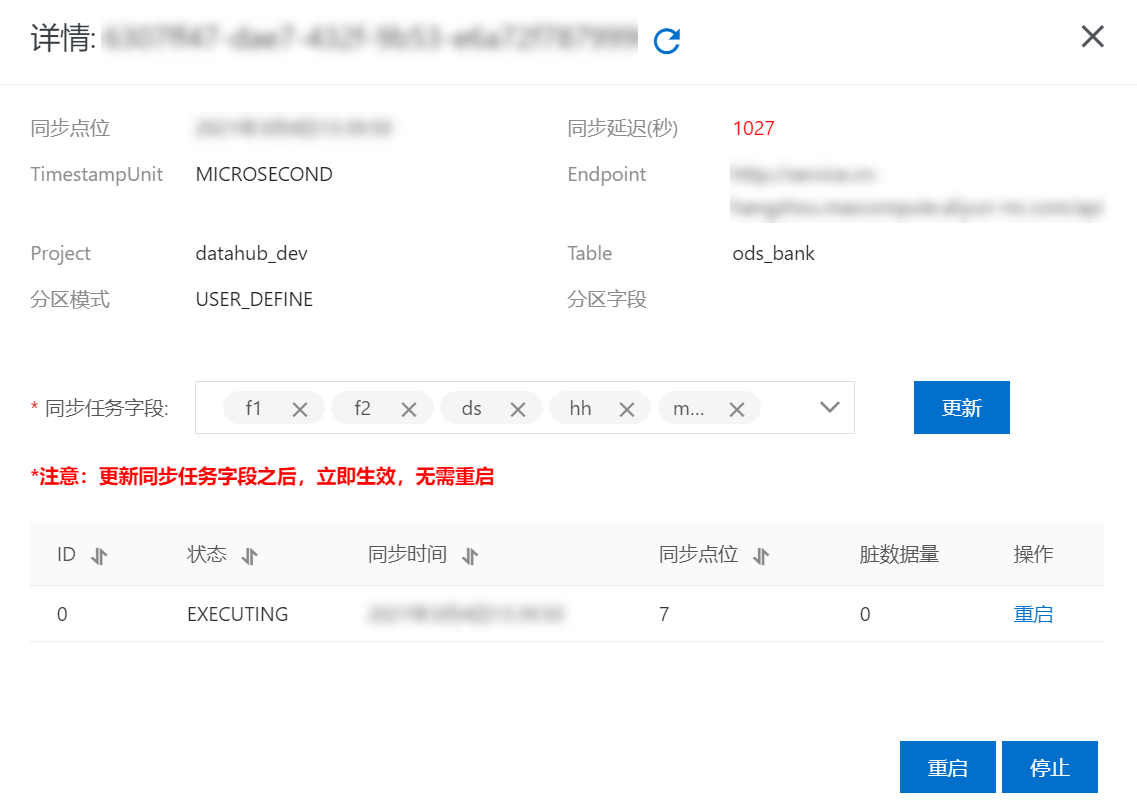 详情:
同步点位 同步延迟(秒) 1027
TimestampUnit MICROSECOND Endpoint
Project datahub_dev Table ods_bank
分区模式 USER_DEFINE 分区字段
* 同步任务字段: f1 f2 ds hh m... 更新
*注意：更新同步任务字段之后，立即生效，无需重启
ID 状态 同步时间 同步点位 脏数据量 操作
0 EXECUTING 7 0 重启
重启 停止